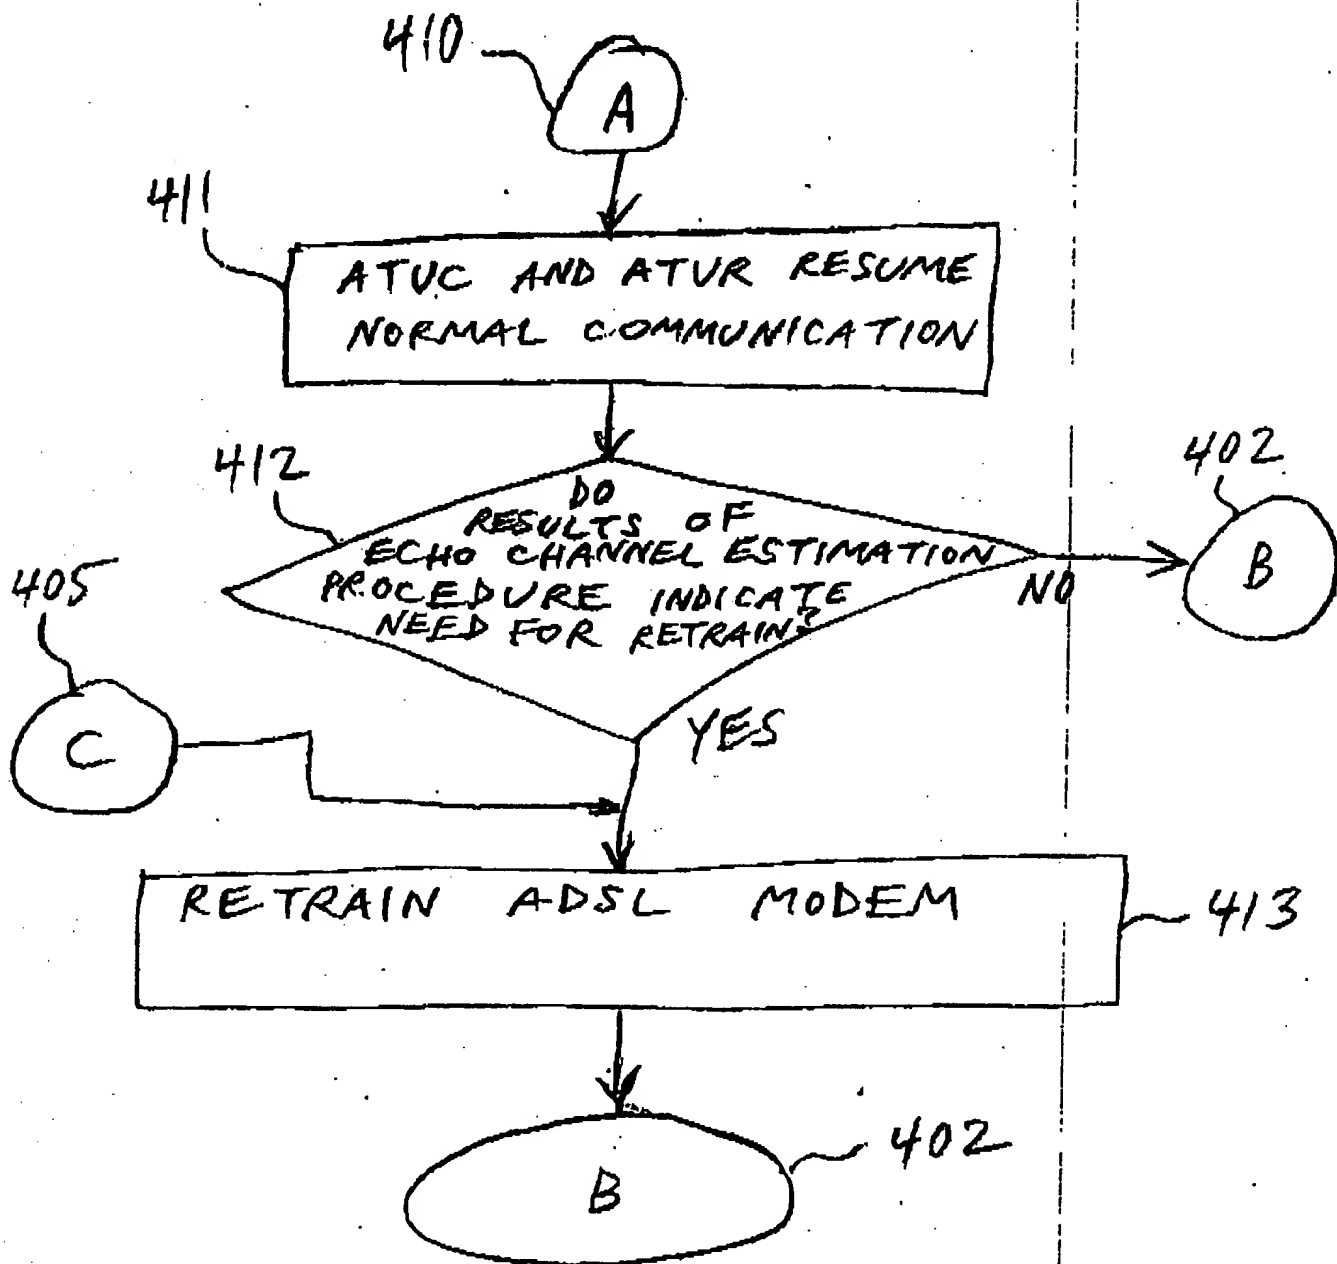 410
A
411
ATUC AND ATUR RESUME
NORMAL COMMUNICATION
412
DO
RESULTS OF
ECHO CHANNEL ESTIMATION
PROCEDURE INDICATE
NEED FOR RETRAIN?
NO
402
B
405
C
YES
RETRAIN ADSL MODEM
413
B
402